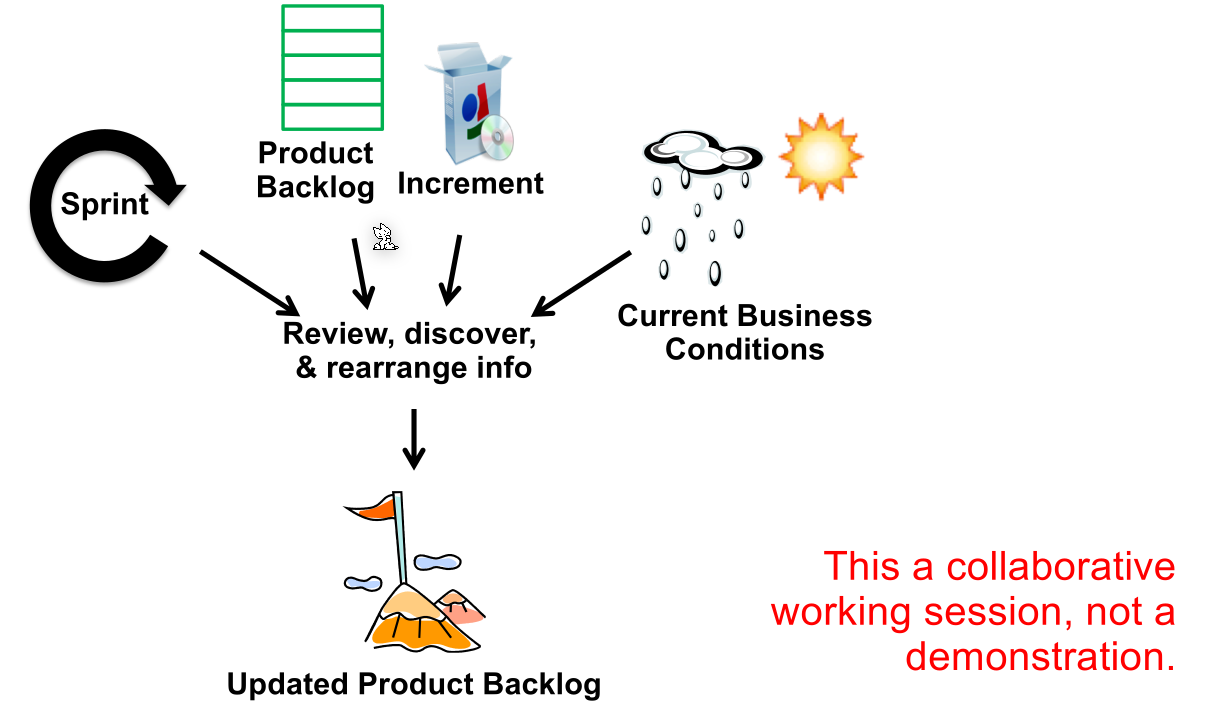 Product
Backlog
Increment
Sprint
Current Business
Conditions
Review, discover,
& rearrange info
Updated Product Backlog
This a collaborative
working session, not a
demonstration.